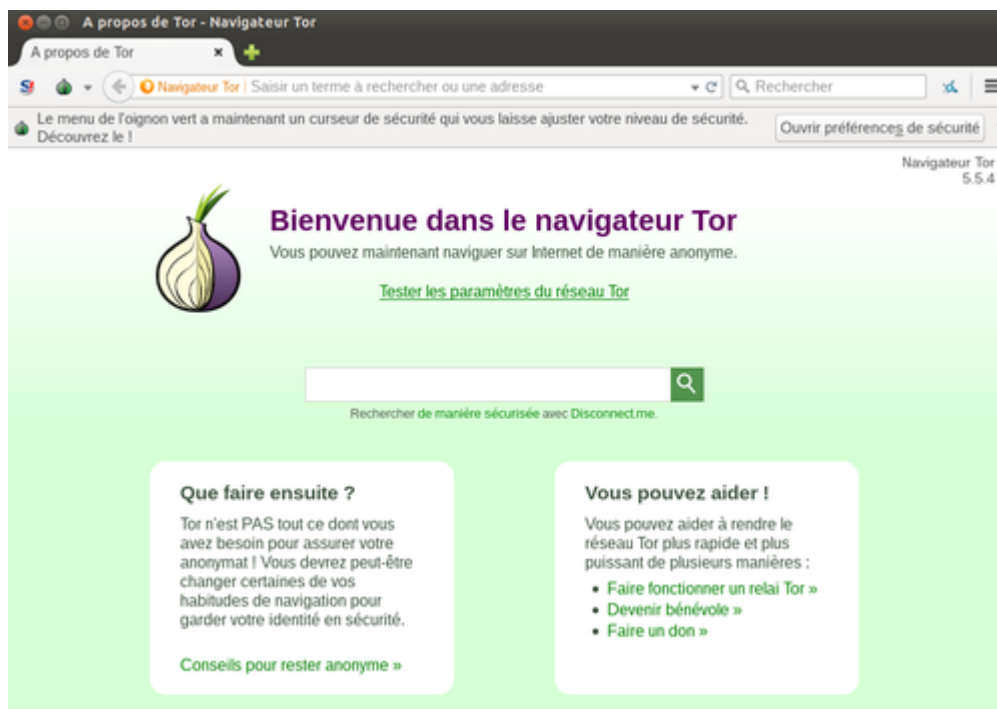 A propos de Tor - Navigateur Tor
A propos de Tor
Navigateur Tor
Saisir un terme à rechercher ou une adresse
Rechercher
Le menu de l'oignon vert a maintenant un curseur de sécurité qui vous laisse ajuster votre niveau de sécurité.
Découvrez le !
Ouvrir préférences de sécurité
Navigateur Tor
5.5.4
Bienvenue dans le navigateur Tor
Vous pouvez maintenant naviguer sur Internet de manière anonyme.
Tester les paramètres du réseau Tor
Rechercher de manière sécurisée avec Disconnect.me.
Que faire ensuite ?
Tor n'est PAS tout ce dont vous
avez besoin pour assurer votre
anonymat ! Vous devrez peut-être
changer certaines de vos
habitudes de navigation pour
garder votre identité en sécurité.
Conseils pour rester anonyme »
Vous pouvez aider !
Vous pouvez aider à rendre le
réseau Tor plus rapide et plus
puissant de plusieurs manières :
• Faire fonctionner un relai Tor »
• Devenir bénévole »
• Faire un don »